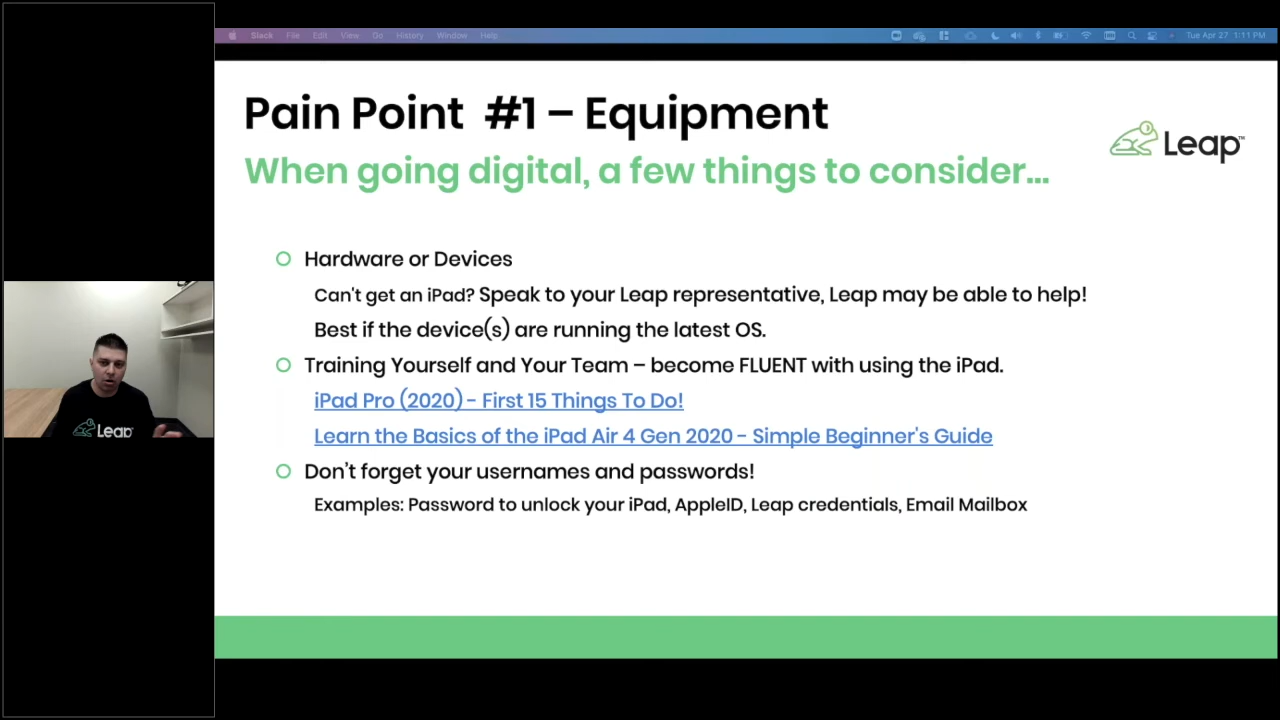 Slack File Edit View Go History Window Help Tue Apr 27 1:11 PM
Pain Point #1 – Equipment
When going digital, a few things to consider...
Leap™
Hardware or Devices
Can't get an iPad? Speak to your Leap representative, Leap may be able to help!
Best if the device(s) are running the latest OS.
Training Yourself and Your Team – become FLUENT with using the iPad.
iPad Pro (2020) - First 15 Things To Do!
Learn the Basics of the iPad Air 4 Gen 2020 - Simple Beginner's Guide
Don't forget your usernames and passwords!
Examples: Password to unlock your iPad, AppleID, Leap credentials, Email Mailbox
Leap